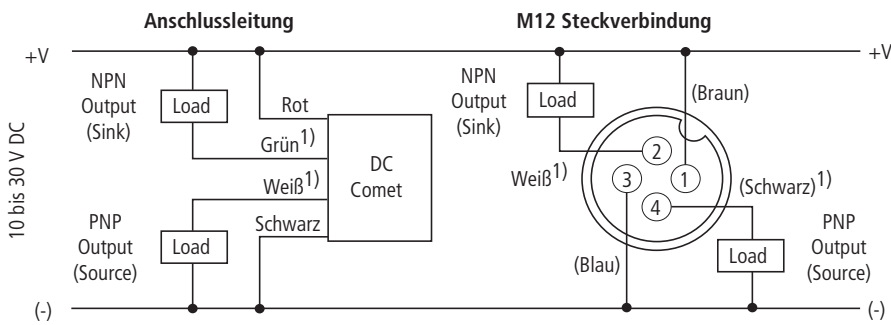 Anschlussleitung
M12 Steckverbindung
+V
+V
10 bis 30 V DC
NPN
Output
(Sink)
Load
Rot
Grün1)
Weiß1)
Schwarz
DC
Comet
PNP
Output
(Source)
Load
NPN
Output
(Sink)
Load
(Braun)
Weiß1)
2
3
1
4
(Schwarz)1)
(Blau)
Load
PNP
Output
(Source)
(-)
(-)